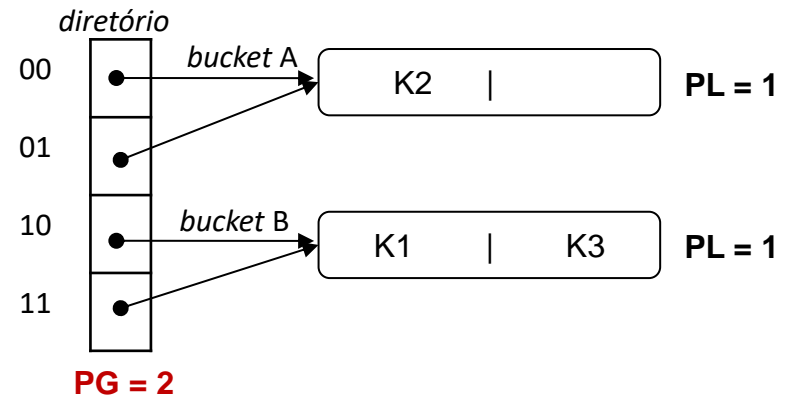 diretório
00
bucket A
K2 |
PL = 1
01
10
bucket B
K1 | K3
PL = 1
11
PG = 2